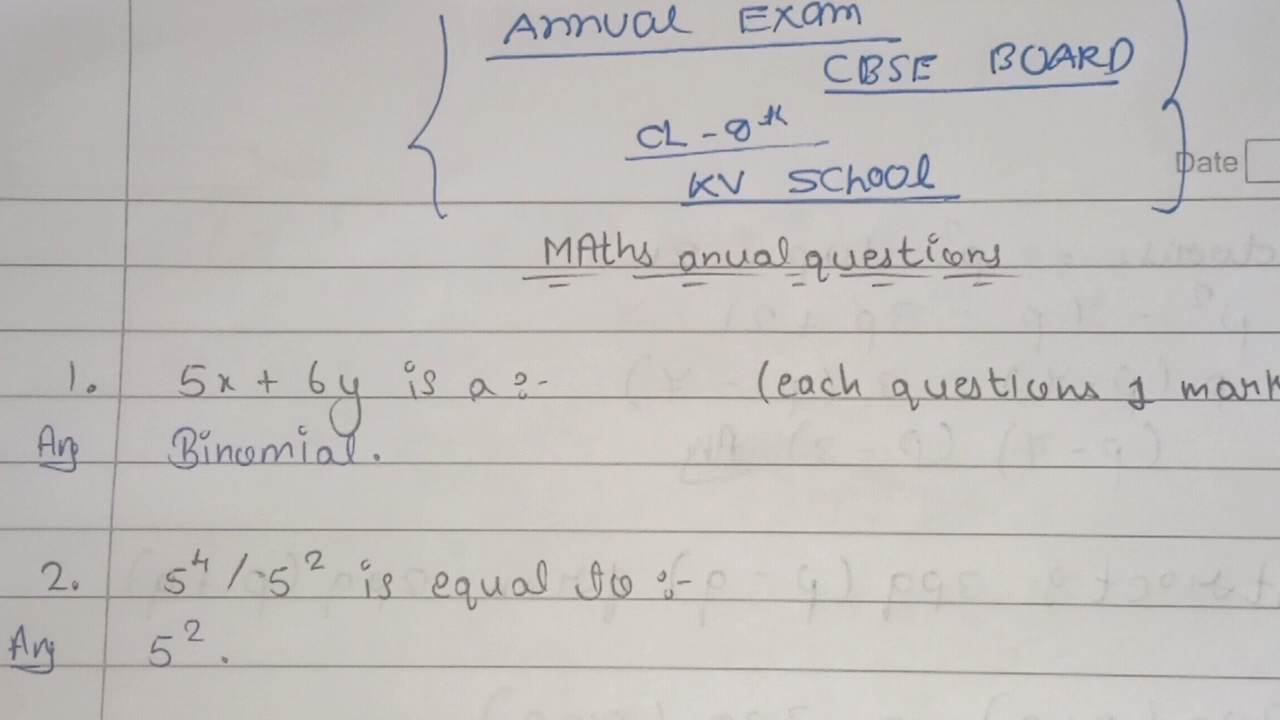 Annual Exam
CBSE BOARD
CL - 8th
KV School
Date
MAths anual questions
1. 5x + 6y is a :- (each questions 1 mark
Ans Binomial.
2. 5⁴ / 5² is equal to :-
Ans 5².